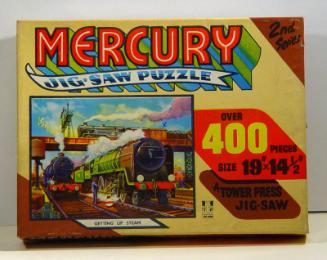 MERCURY
JIG-SAW PUZZLE
2nd Series
OVER
400 PIECES
SIZE 19"x14½"
A TOWER PRESS
JIG-SAW
GETTING UP STEAM